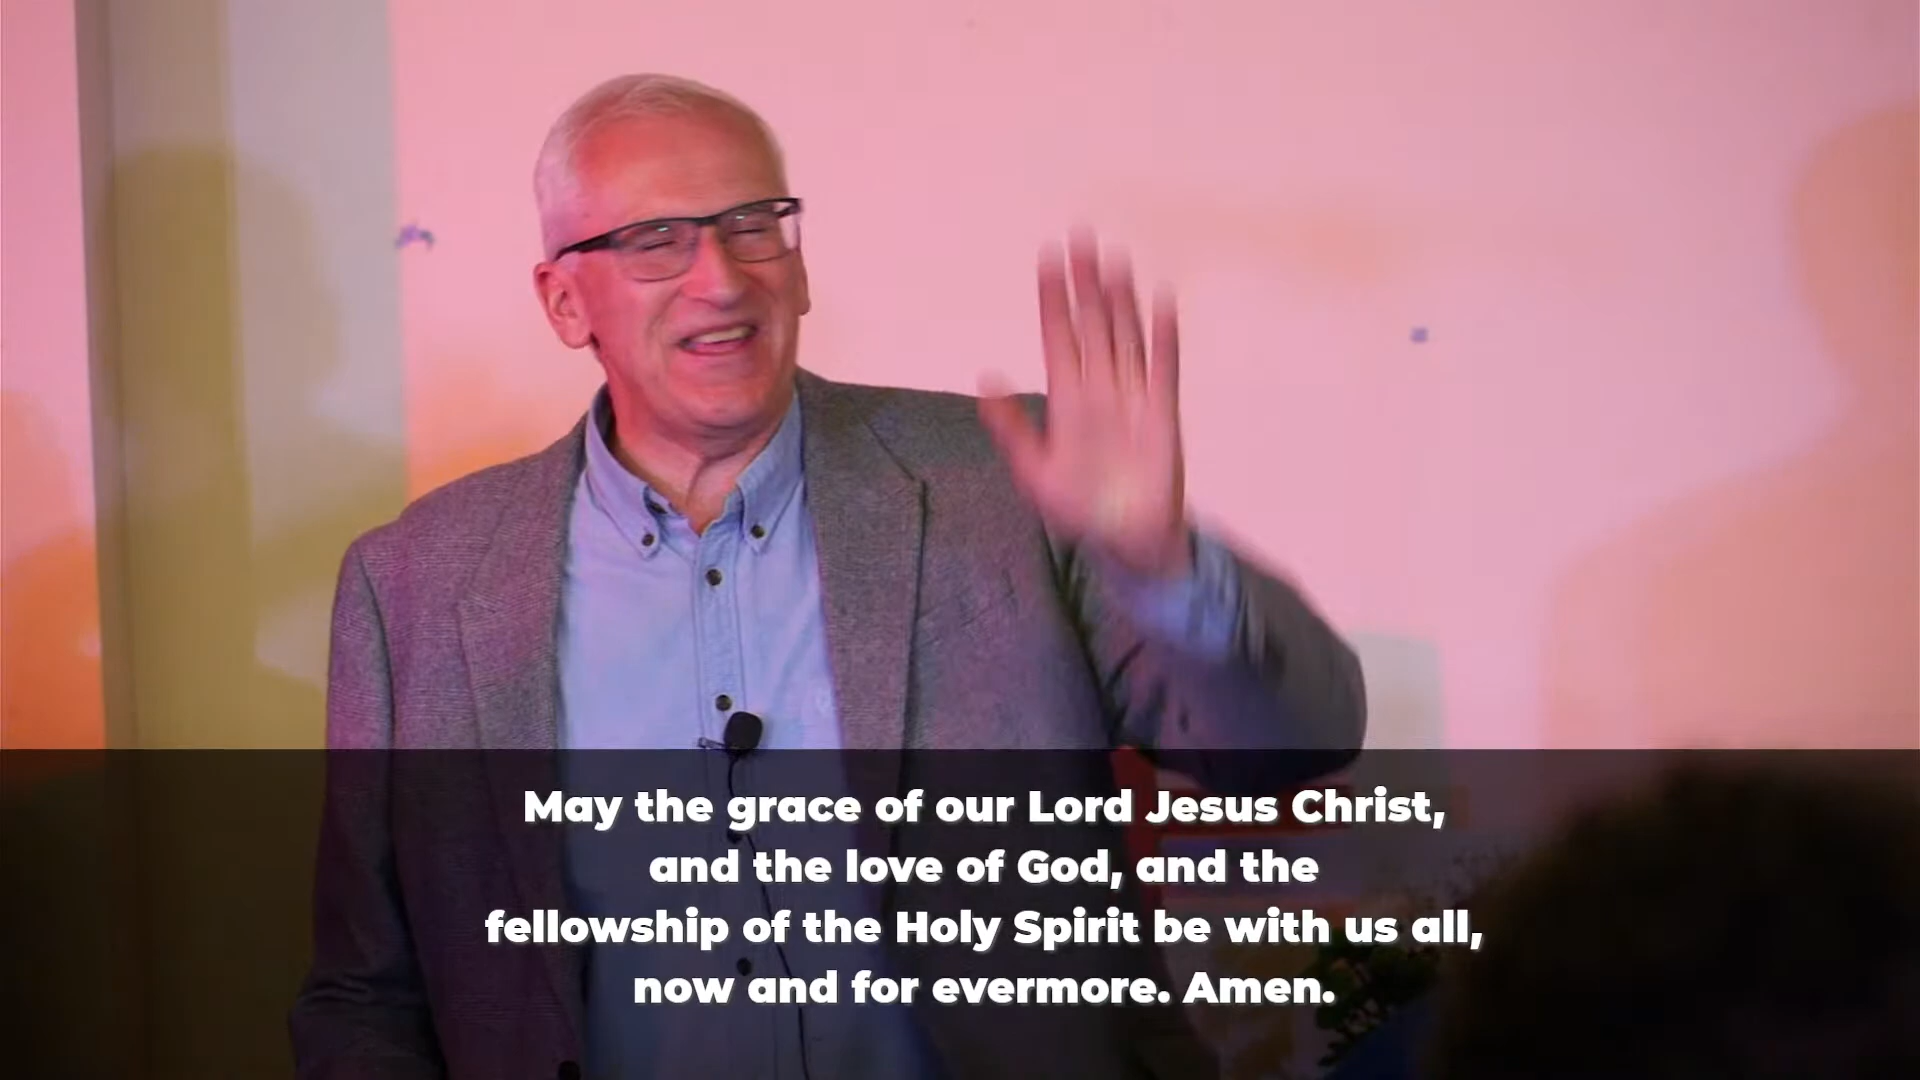 May the grace of our Lord Jesus Christ,
and the love of God, and the
fellowship of the Holy Spirit be with us all,
now and for evermore. Amen.